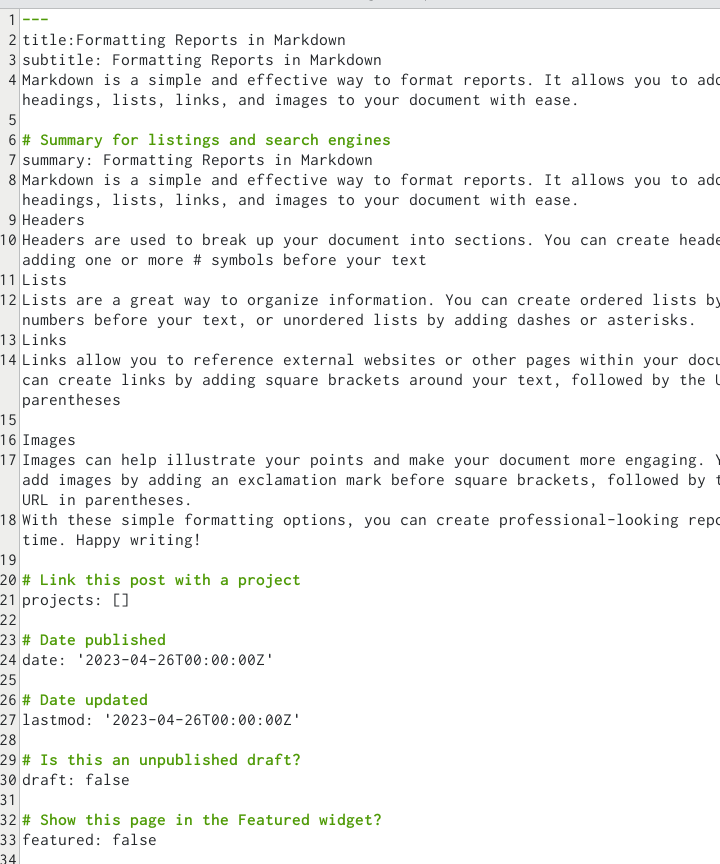 1 ---
2 title:Formatting Reports in Markdown
3 subtitle: Formatting Reports in Markdown
4 Markdown is a simple and effective way to format reports. It allows you to add
headings, lists, links, and images to your document with ease.
5
6 # Summary for listings and search engines
7 summary: Formatting Reports in Markdown
8 Markdown is a simple and effective way to format reports. It allows you to add
headings, lists, links, and images to your document with ease.
9 Headers
10 Headers are used to break up your document into sections. You can create heade
adding one or more # symbols before your text
11 Lists
12 Lists are a great way to organize information. You can create ordered lists by
numbers before your text, or unordered lists by adding dashes or asterisks.
13 Links
14 Links allow you to reference external websites or other pages within your docu
can create links by adding square brackets around your text, followed by the U
parentheses
15
16 Images
17 Images can help illustrate your points and make your document more engaging. Y
add images by adding an exclamation mark before square brackets, followed by t
URL in parentheses.
18 With these simple formatting options, you can create professional-looking repo
time. Happy writing!
19
20 # Link this post with a project
21 projects: []
22
23 # Date published
24 date: '2023-04-26T00:00:00Z'
25
26 # Date updated
27 lastmod: '2023-04-26T00:00:00Z'
28
29 # Is this an unpublished draft?
30 draft: false
31
32 # Show this page in the Featured widget?
33 featured: false
34